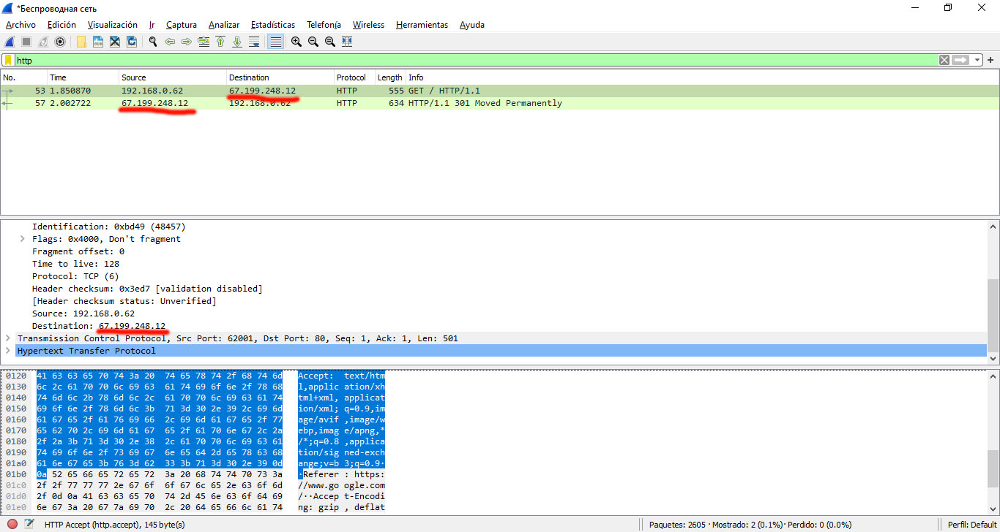 *Беспроводная сеть
Archivo Edición Visualización Ir Captura Analizar Estadísticas Telefonía Wireless Herramientas Ayuda
http
No. Time Source Destination Protocol Length Info
53 1.850870 192.168.0.62 67.199.248.12 HTTP 555 GET / HTTP/1.1
57 2.002722 67.199.248.12 192.168.0.62 HTTP 634 HTTP/1.1 301 Moved Permanently
Identification: 0xbd49 (48457)
Flags: 0x4000, Don't fragment
Fragment offset: 0
Time to live: 128
Protocol: TCP (6)
Header checksum: 0x3ed7 [validation disabled]
[Header checksum status: Unverified]
Source: 192.168.0.62
Destination: 67.199.248.12
Transmission Control Protocol, Src Port: 62001, Dst Port: 80, Seq: 1, Ack: 1, Len: 501
Hypertext Transfer Protocol
0120 41 63 63 65 70 74 3a 20 74 65 78 74 2f 68 74 6d Accept: text/htm
0130 6c 2c 61 70 70 6c 69 63 61 74 69 6f 6e 2f 78 68 l,applic ation/xh
0140 74 6d 6c 2b 78 6d 6c 2c 61 70 70 6c 69 63 61 74 tml+xml, applicat
0150 69 6f 6e 2f 78 6d 6c 3b 71 3d 30 2e 39 2c 69 6d ion/xml; q=0.9,im
0160 61 67 65 2f 61 76 69 66 2c 69 6d 61 67 65 2f 77 age/avif ,image/w
0170 65 62 70 2c 69 6d 61 67 65 2f 61 70 6e 67 2c 2a ebp,imag e/apng,*
0180 2f 2a 3b 71 3d 30 2e 38 2c 61 70 70 6c 69 63 61 /*;q=0.8 ,applica
0190 74 69 6f 6e 2f 73 69 67 6e 65 64 2d 65 78 63 68 tion/sig ned-exch
01a0 61 6e 67 65 3b 76 3d 62 33 3b 71 3d 30 2e 39 0d ange;v=b 3;q=0.9·
01b0 0a 52 65 66 65 72 65 72 3a 20 68 74 74 70 73 3a ·Referer : https:
01c0 2f 2f 77 77 77 2e 67 6f 6f 67 6c 65 2e 63 6f 6d //www.go ogle.com
01d0 2f 0d 0a 41 63 63 65 70 74 2d 45 6e 63 6f 64 69 /··Accep t-Encodi
01e0 6e 67 3a 20 67 7a 69 70 2c 20 64 65 66 6c 61 74 ng: gzip , deflat
HTTP Accept (http.accept), 145 byte(s) Paquetes: 2605 · Mostrado: 2 (0.1%) · Perdido: 0 (0.0%) Perfil: Default